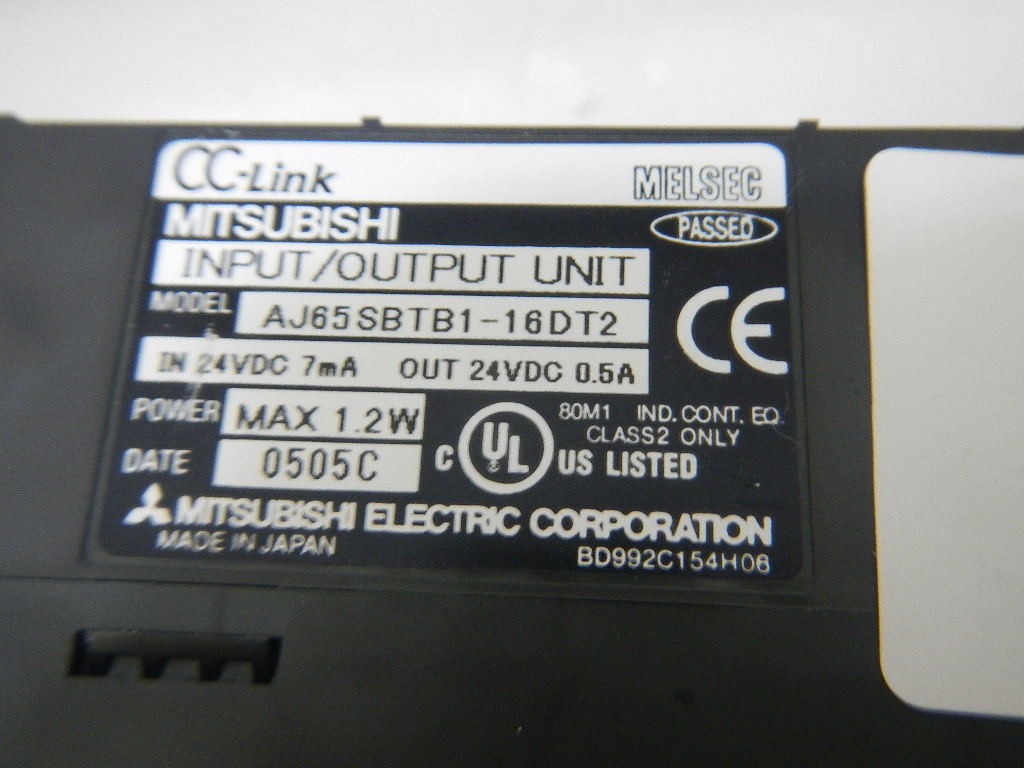 CC-Link MELSEC
MITSUBISHI PASSED
INPUT/OUTPUT UNIT
MODEL AJ65SBTB1-16DT2
CE
IN 24VDC 7mA OUT 24VDC 0.5A
POWER MAX 1.2W
80M1 IND. CONT. EQ.
CLASS2 ONLY
DATE 0505C
C UL US LISTED
MITSUBISHI ELECTRIC CORPORATION
MADE IN JAPAN BD992C154H06